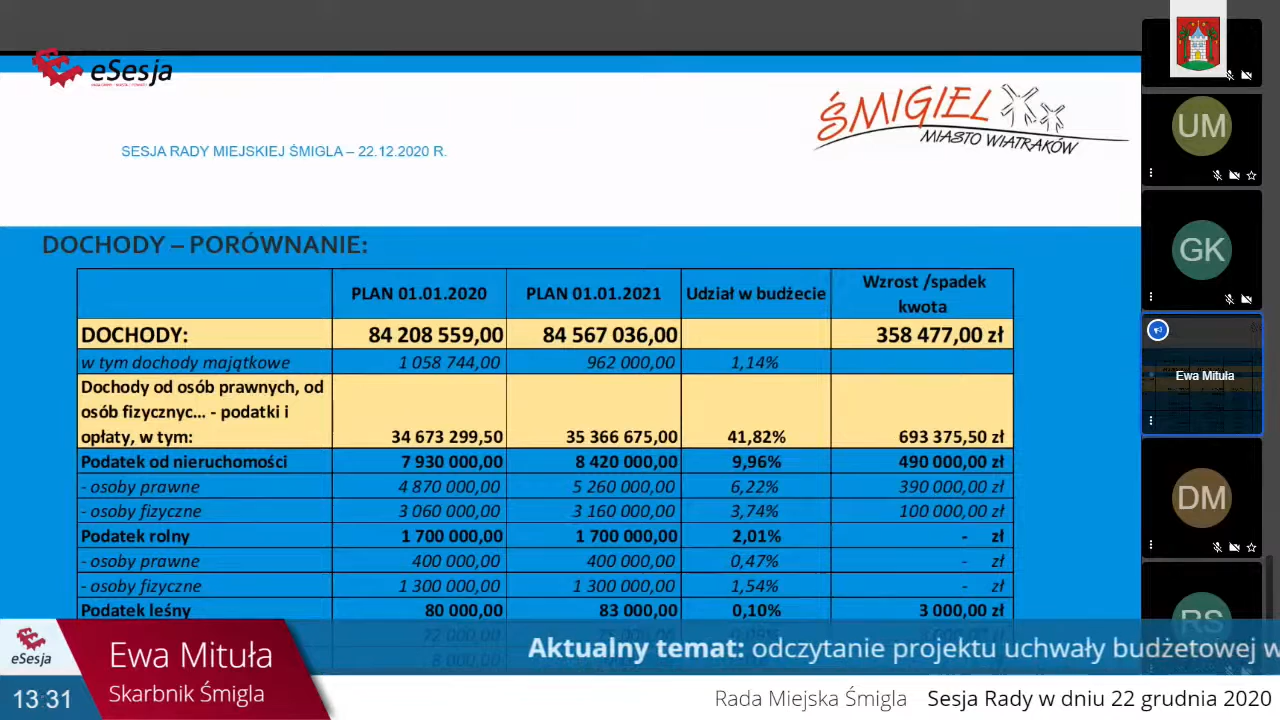 eSesja
ŚMIGIEL
MIASTO WIATRAKÓW
SESJA RADY MIEJSKIEJ ŚMIGLA – 22.12.2020 R.
DOCHODY – PORÓWNANIE:
PLAN 01.01.2020 PLAN 01.01.2021 Udział w budżecie Wzrost /spadek kwota
DOCHODY: 84 208 559,00 84 567 036,00 358 477,00 zł
w tym dochody majątkowe 1 058 744,00 962 000,00 1,14%
Dochody od osób prawnych, od
osób fizycznyc... - podatki i
opłaty, w tym: 34 673 299,50 35 366 675,00 41,82% 693 375,50 zł
Podatek od nieruchomości 7 930 000,00 8 420 000,00 9,96% 490 000,00 zł
- osoby prawne 4 870 000,00 5 260 000,00 6,22% 390 000,00 zł
- osoby fizyczne 3 060 000,00 3 160 000,00 3,74% 100 000,00 zł
Podatek rolny 1 700 000,00 1 700 000,00 2,01% - zł
- osoby prawne 400 000,00 400 000,00 0,47% - zł
- osoby fizyczne 1 300 000,00 1 300 000,00 1,54% - zł
Podatek leśny 80 000,00 83 000,00 0,10% 3 000,00 zł
72 000,00
8 000,00
UM
GK
Ewa Mituła
DM
RS
eSesja
Ewa Mituła
Skarbnik Śmigla
Aktualny temat: odczytanie projektu uchwały budżetowej w
13:31
Rada Miejska Śmigla Sesja Rady w dniu 22 grudnia 2020